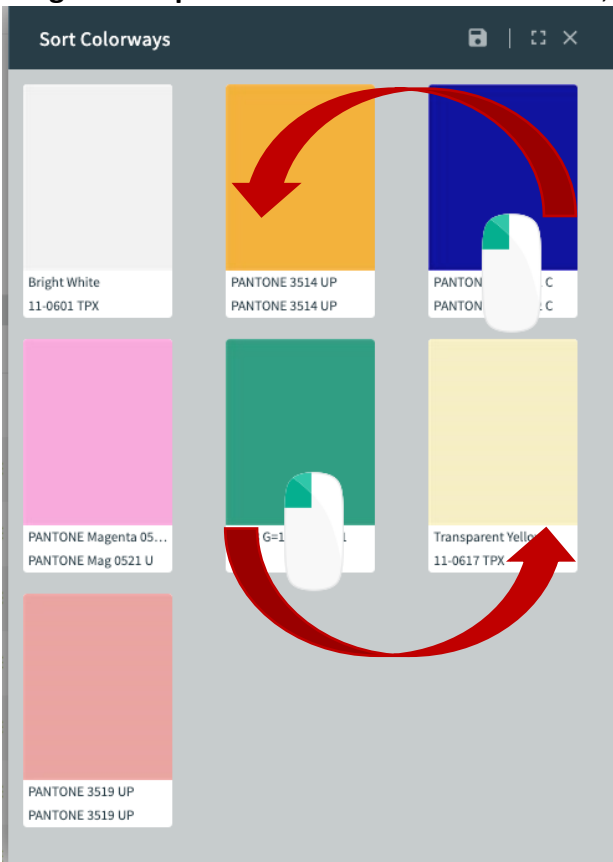 Sort Colorways
Bright White
11-0601 TPX
PANTONE 3514 UP
PANTONE 3514 UP
C
C
PANTONE Magenta 05...
PANTONE Mag 0521 U
Transparent
11-0617 TPX
PANTONE 3519 UP
PANTONE 3519 UP